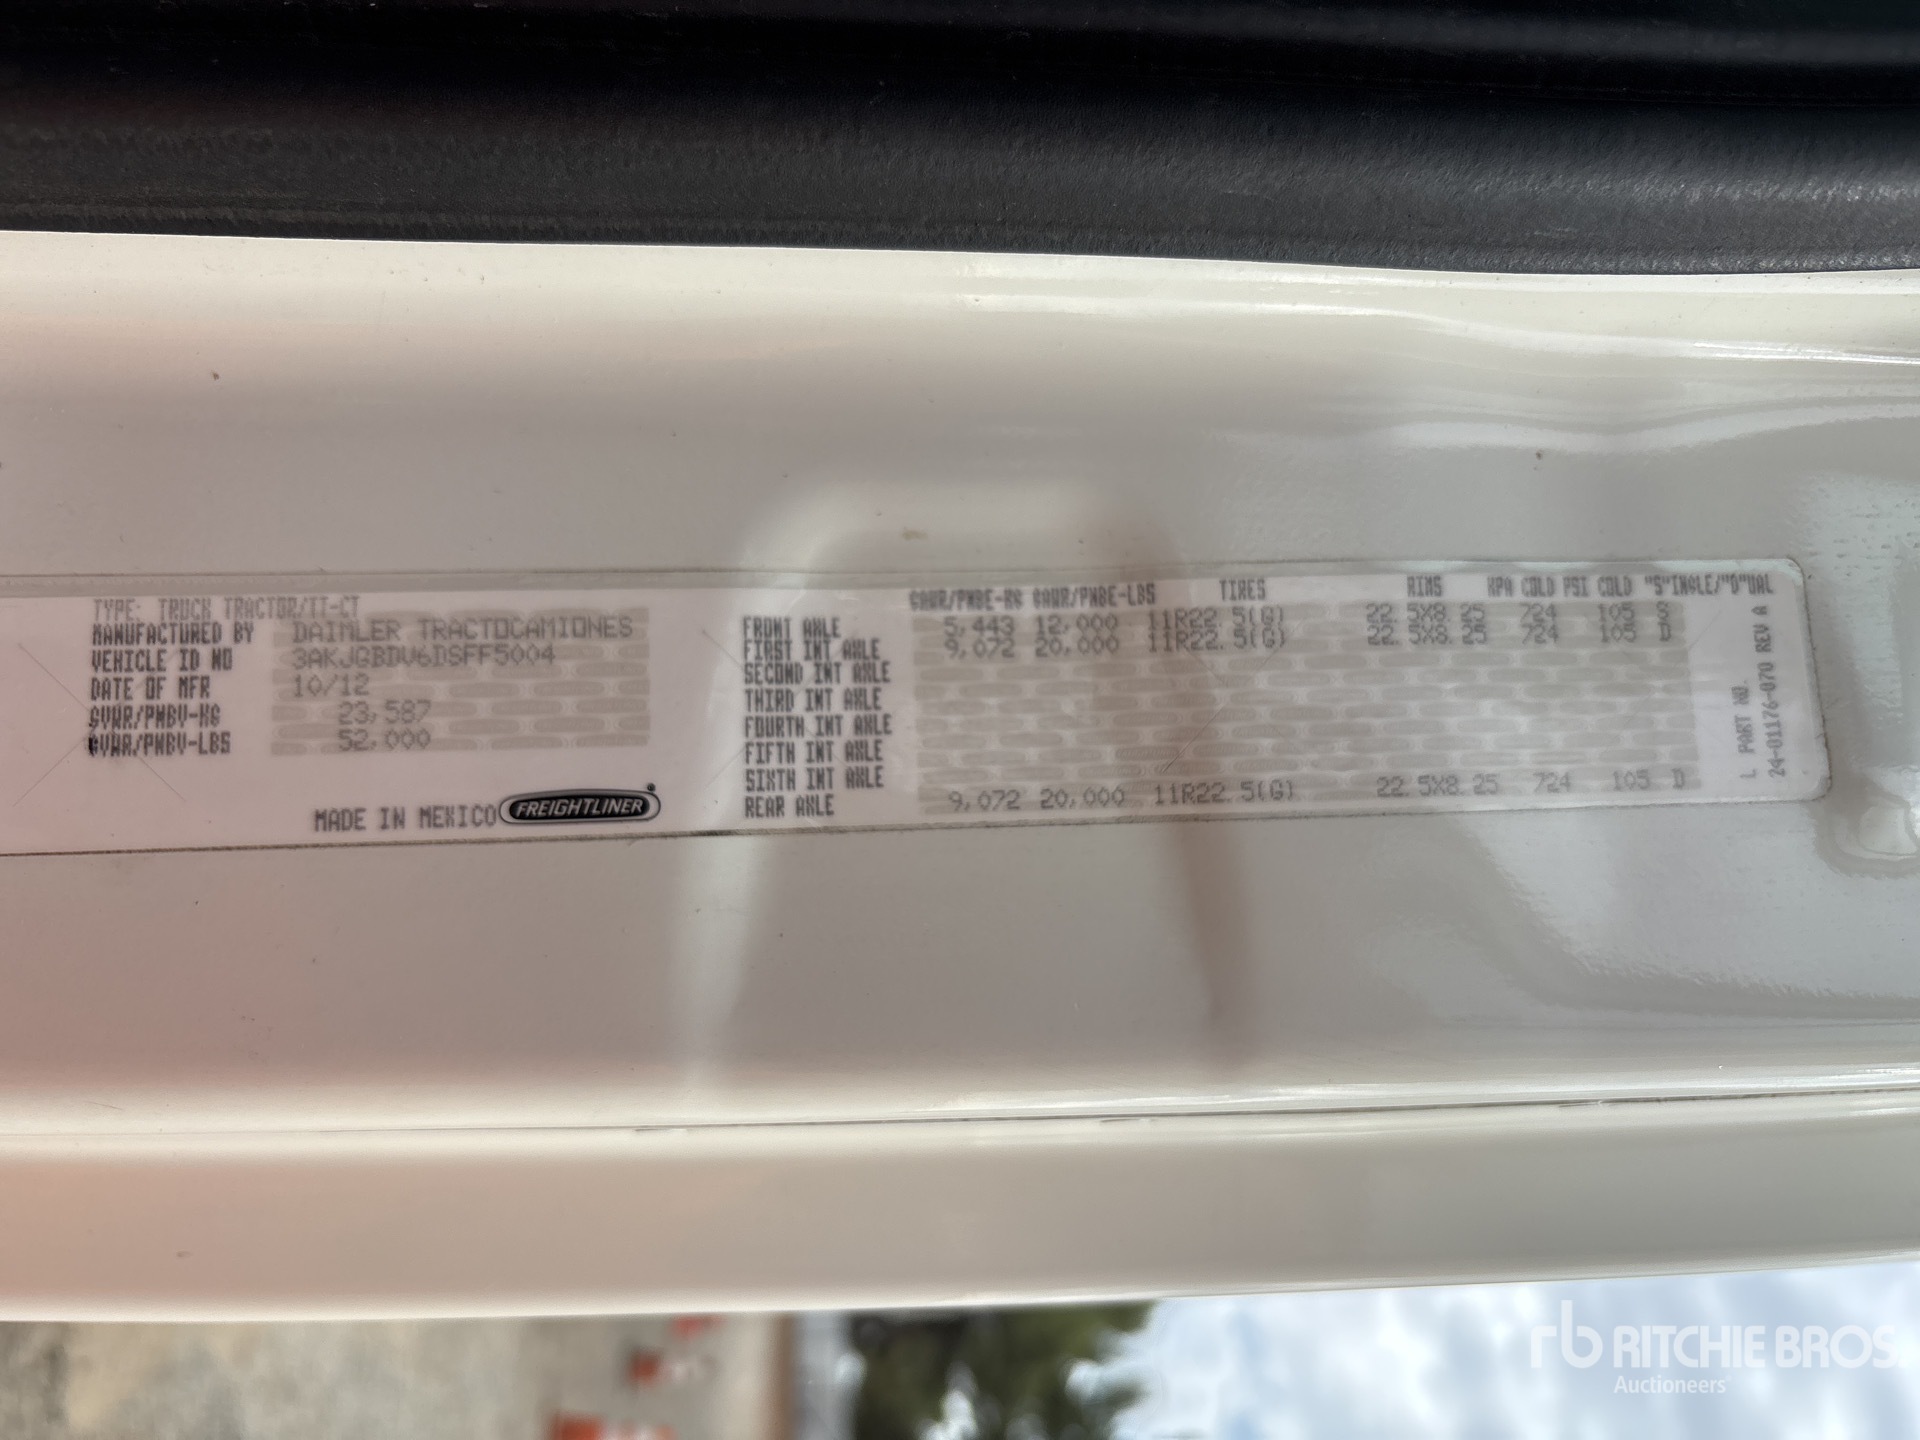 TYPE: TRUCK TRACTOR/TT-CT
MANUFACTURED BY DAIMLER TRACTOCAMIONES
VEHICLE ID NO 3AKJGBDV6DSFF5004
DATE OF MFR 10/12
GVWR/PNBV-KG 23,587
GVWR/PNBV-LBS 52,000
MADE IN MEXICO FREIGHTLINER
GAWR/PNBE-KG GAWR/PNBE-LBS TIRES RIMS KPA COLD PSI COLD "S"INGLE/"D"UAL
FRONT AXLE 5,443 12,000 11R22.5(G) 22.5X8.25 724 105 S
FIRST INT AXLE 9,072 20,000 11R22.5(G) 22.5X8.25 724 105 D
SECOND INT AXLE
THIRD INT AXLE
FOURTH INT AXLE
FIFTH INT AXLE
SIXTH INT AXLE
REAR AXLE 9,072 20,000 11R22.5(G) 22.5X8.25 724 105 D
L PART NO.
24-01176-070 REV A
rb RITCHIE BROS
Auctioneers